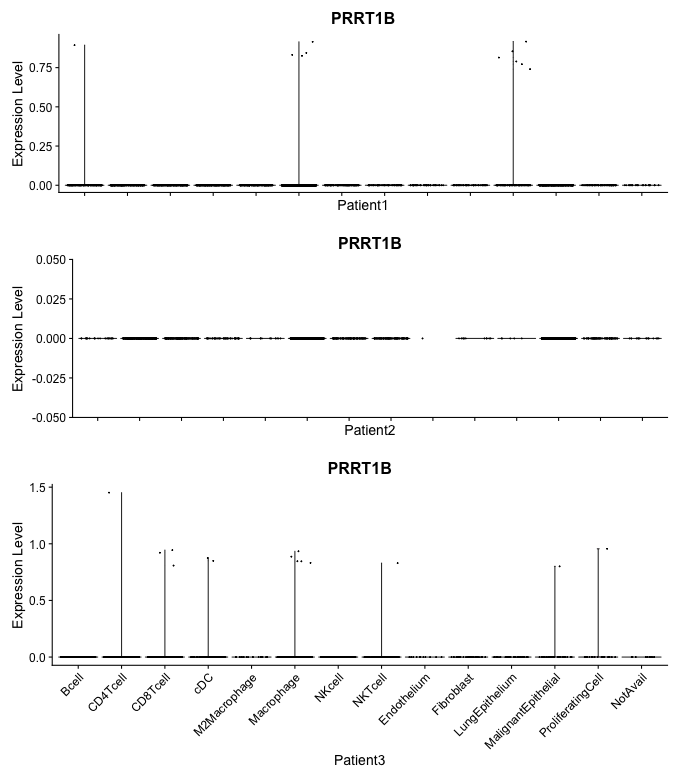 PRRT1B
Expression Level
0.75
0.50
0.25
0.00
Patient1
PRRT1B
Expression Level
0.050
0.025
0.000
-0.025
-0.050
Patient2
PRRT1B
Expression Level
1.5
1.0
0.5
0.0
Bcell
CD4Tcell
CD8Tcell
cDC
M2Macrophage
Macrophage
NKcell
NKTcell
Endothelium
Fibroblast
LungEpithelium
MalignantEpithelial
ProliferatingCell
NotAvail
Patient3